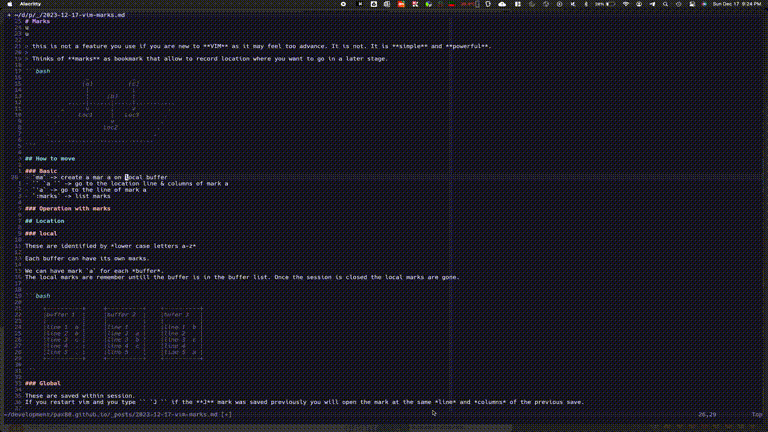 Alacritty
28%
Sun Dec 17 9:24 PM
~/d/p/_/2023-12-17-vim-marks.md
# Marks
u
u
this is not a feature you use if you are new to **VIM** as it may feel too advance. It is not. It is **simple** and **powerful**.
Thinks of **marks** as bookmark that allow to record location where you want to go in a later stage.
bash
(a) (c)
(b)
Loc1 Loc3
Loc2
## How to move
### Basic
`ma` -> create a mar a on local buffer
`a `` -> go to the location line & columns of mark a
`'a` -> go to the line of mark a
`:marks` -> list marks
### Operation with marks
## Location
### local
These are identified by *lower case letters a-z*
Each buffer can have its own marks.
We can have mark `a` for each *buffer*.
The local marks are remember untill the buffer is in the buffer list. Once the session is closed the local marks are gone.
```bash
buffer 1 buffer 2 buffer 3
line 1 a line 1 line 1 b
line 2 b line 2 a line 2
line 3 c line 3 b line 3 c
line 4 line 4 c line 4
line 5 line 5 line 5 a
### Global
These are saved within session.
If you restart vim and you type `` `J `` if the **J** mark was saved previously you will open the mark at the same *line* and *columns* of the previous save.
~/development/pav88.github.io/_posts/2023-12-17-vim-marks.md [+] 26,29 Top